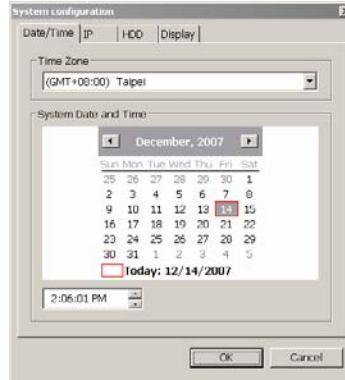 System configuration
Date/Time IP HDD Display
Time Zone
(GMT+08:00) Taipei
System Date and Time
December, 2007
Sun Mon Tue Wed Thu Fri Sat
25 26 27 28 29 30 1
2 3 4 5 6 7 8
9 10 11 12 13 14 15
16 17 18 19 20 21 22
23 24 25 26 27 28 29
30 31 1 2 3 4 5
Today: 12/14/2007
2:06:01 PM
OK Cancel